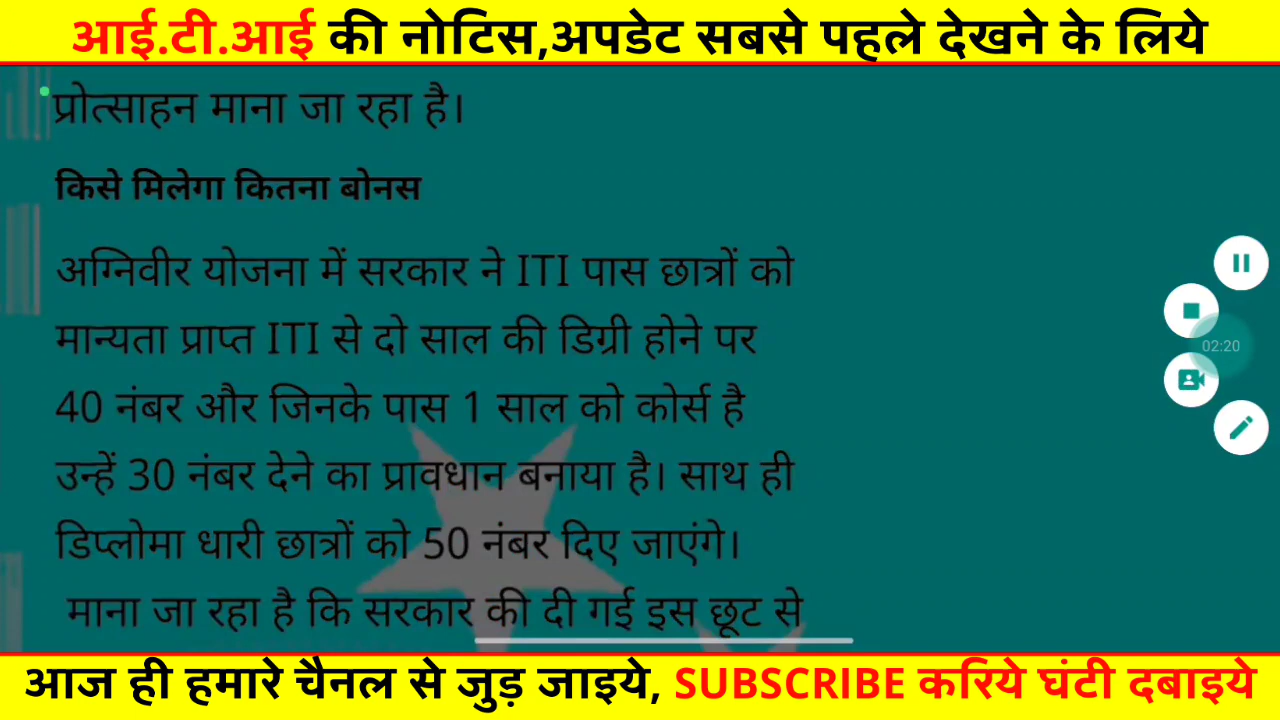 आई.टी.आई की नोटिस,अपडेट सबसे पहले देखने के लिये
प्रोत्साहन माना जा रहा है।
किसे मिलेगा कितना बोनस
अग्निवीर योजना में सरकार ने ITI पास छात्रों को
मान्यता प्राप्त ITI से दो साल की डिग्री होने पर
40 नंबर और जिनके पास 1 साल को कोर्स है
उन्हें 30 नंबर देने का प्रावधान बनाया है। साथ ही
डिप्लोमा धारी छात्रों को 50 नंबर दिए जाएंगे।
माना जा रहा है कि सरकार की दी गई इस छूट से
02:20
आज ही हमारे चैनल से जुड़ जाइये, SUBSCRIBE करिये घंटी दबाइये